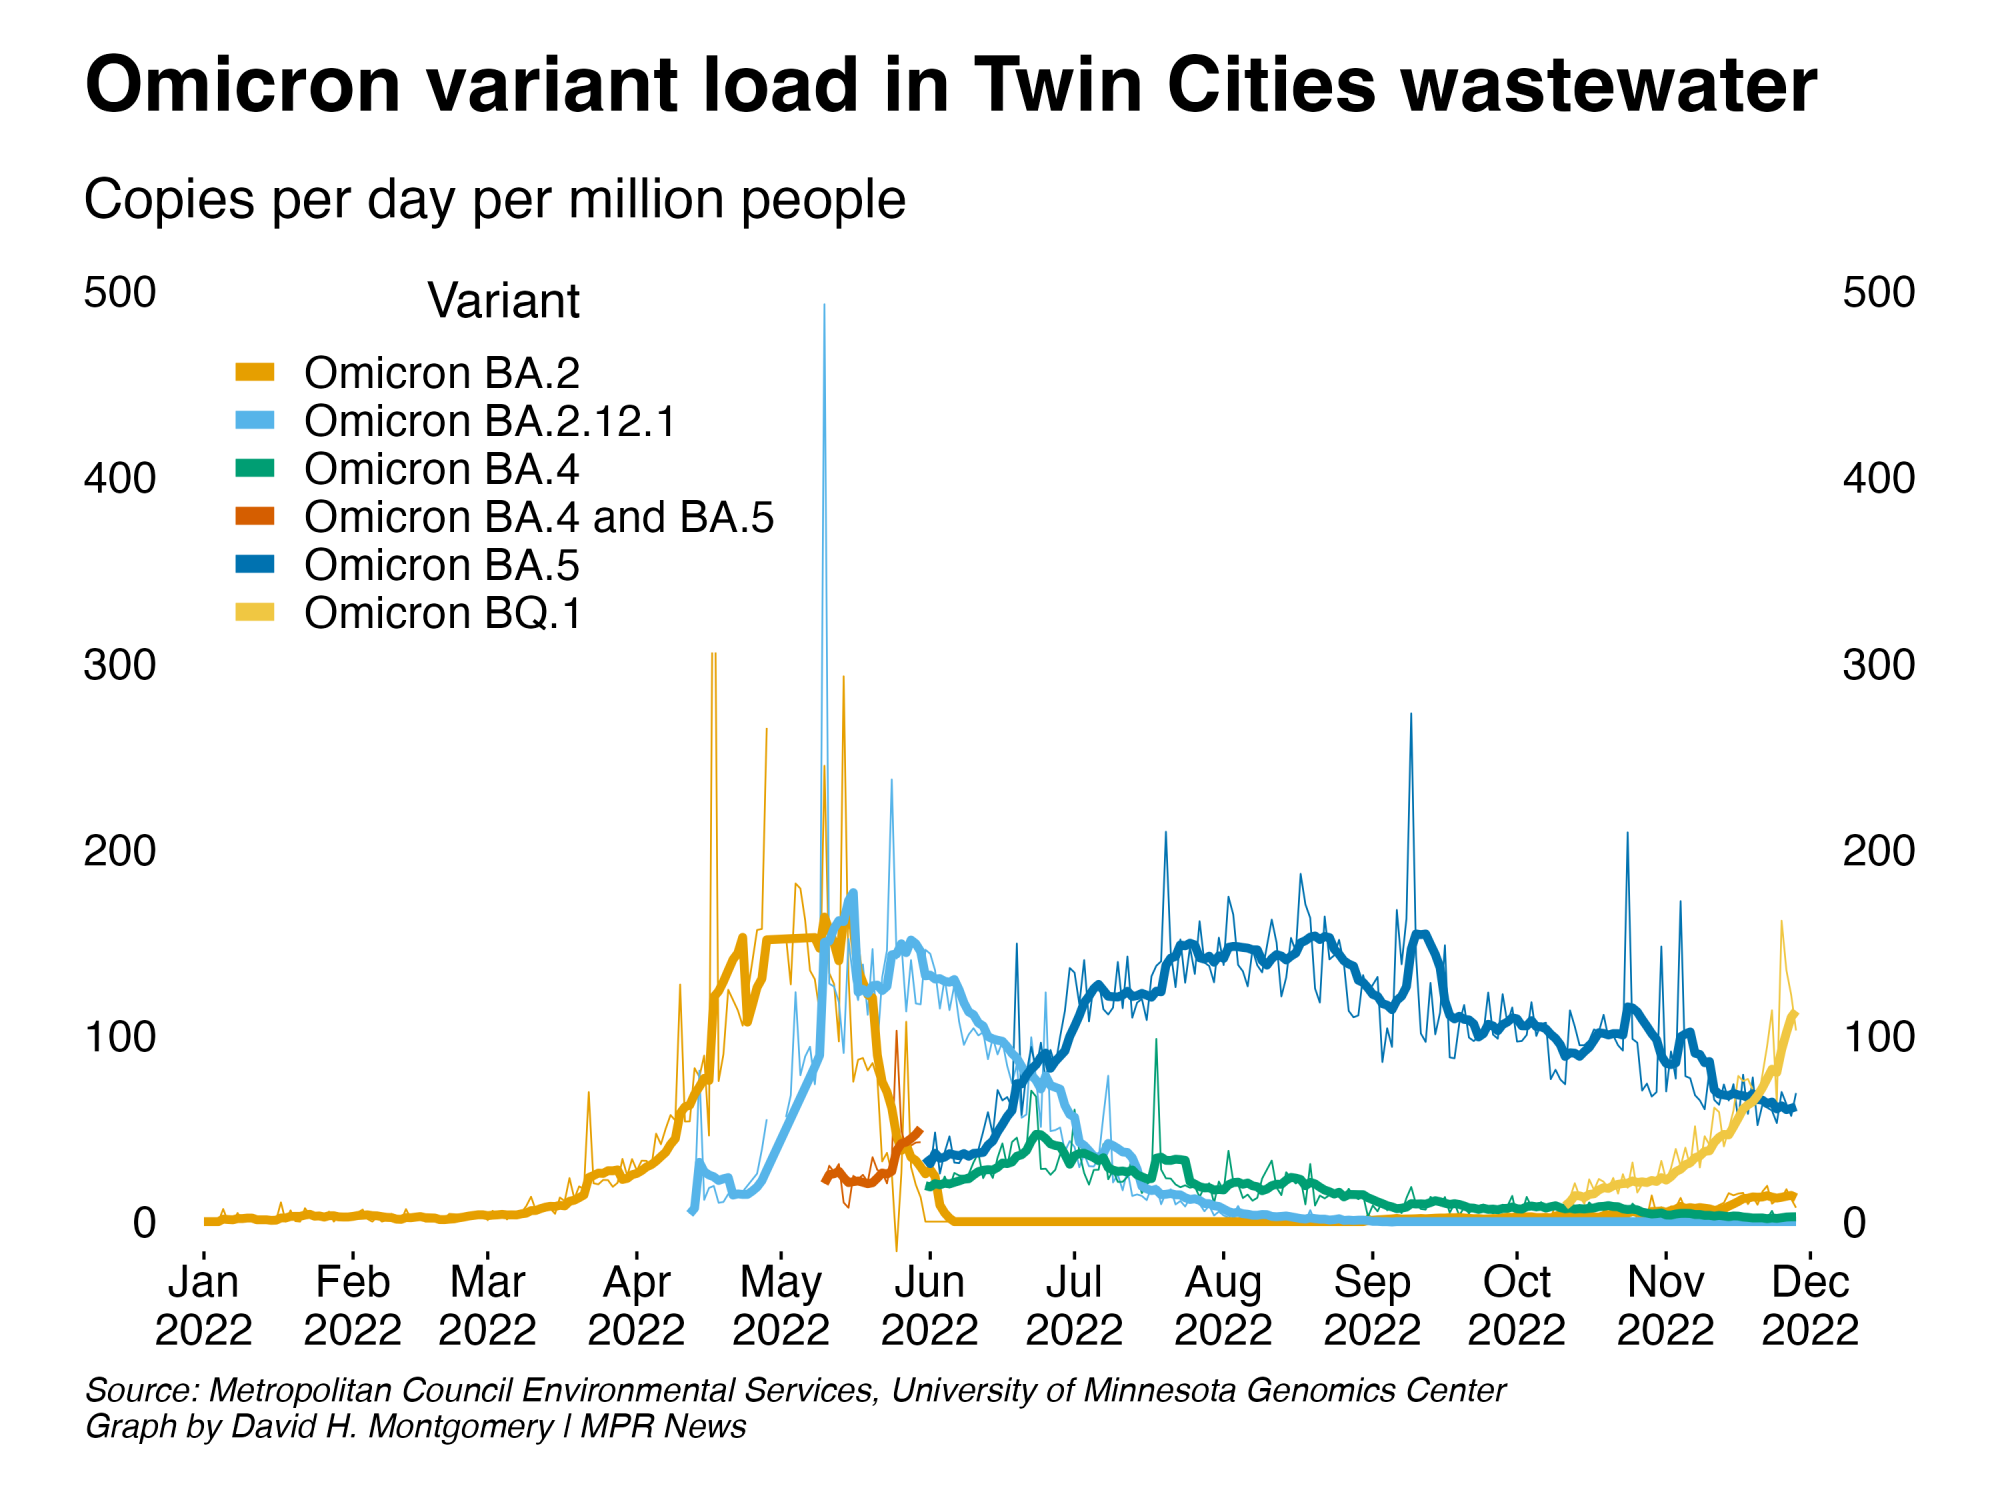 Omicron variant load in Twin Cities wastewater
Copies per day per million people
500 500
Variant
Omicron BA.2
Omicron BA.2.12.1
400 400
Omicron BA.4
Omicron BA.4 and BA.5
Omicron BA.5
Omicron BQ.1
300 300
200 200
100 100
0 0
Jan Feb Mar Apr May Jun Jul Aug Sep Oct Nov Dec
2022 2022 2022 2022 2022 2022 2022 2022 2022 2022 2022 2022
Source: Metropolitan Council Environmental Services, University of Minnesota Genomics Center
Graph by David H. Montgomery | MPR News